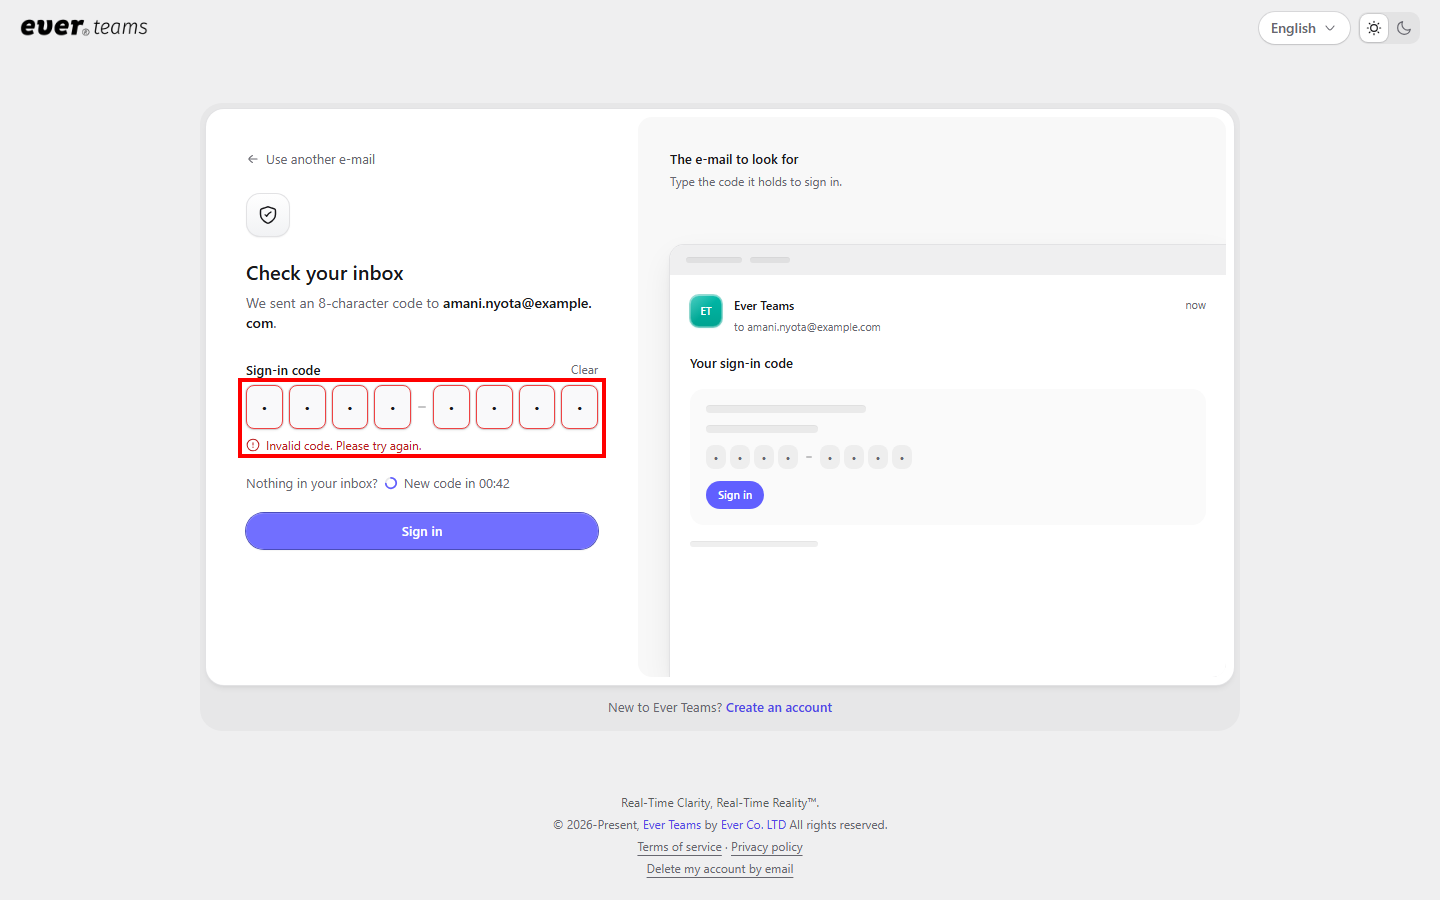 ever® teams
English
Use another e-mail
Check your inbox
We sent an 8-character code to amani.nyota@example.
com.
Sign-in code
Clear
• • • • – • • • •
Invalid code. Please try again.
Nothing in your inbox? New code in 00:42
Sign in
The e-mail to look for
Type the code it holds to sign in.
ET
Ever Teams
now
to amani.nyota@example.com
Your sign-in code
• • • • – • • • •
Sign in
New to Ever Teams? Create an account
Real-Time Clarity, Real-Time Reality™.
© 2026-Present, Ever Teams by Ever Co. LTD All rights reserved.
Terms of service · Privacy policy
Delete my account by email